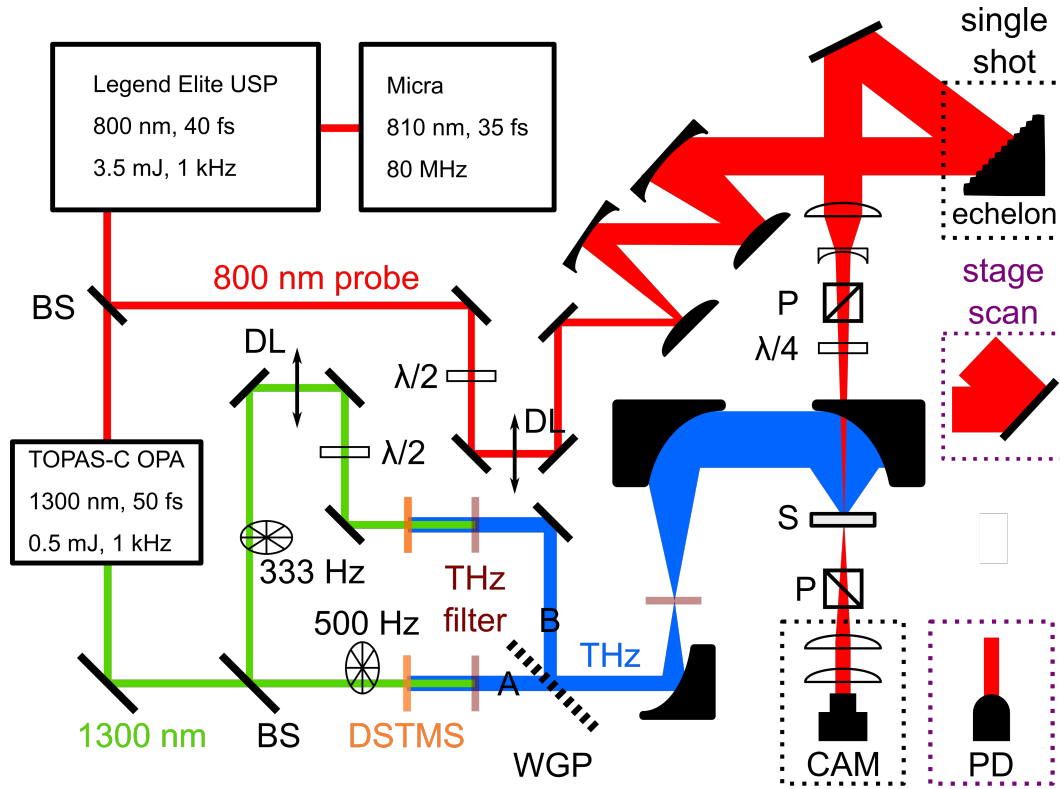 Legend Elite USP
800 nm, 40 fs
3.5 mJ, 1 kHz
Micra
810 nm, 35 fs
80 MHz
single
shot
echelon
800 nm probe
BS
DL
λ/2
DL
λ/2
P
λ/4
stage
scan
TOPAS-C OPA
1300 nm, 50 fs
0.5 mJ, 1 kHz
333 Hz
THz
filter
500 Hz
B
A
THz
S
P
1300 nm
BS
DSTMS
WGP
CAM
PD